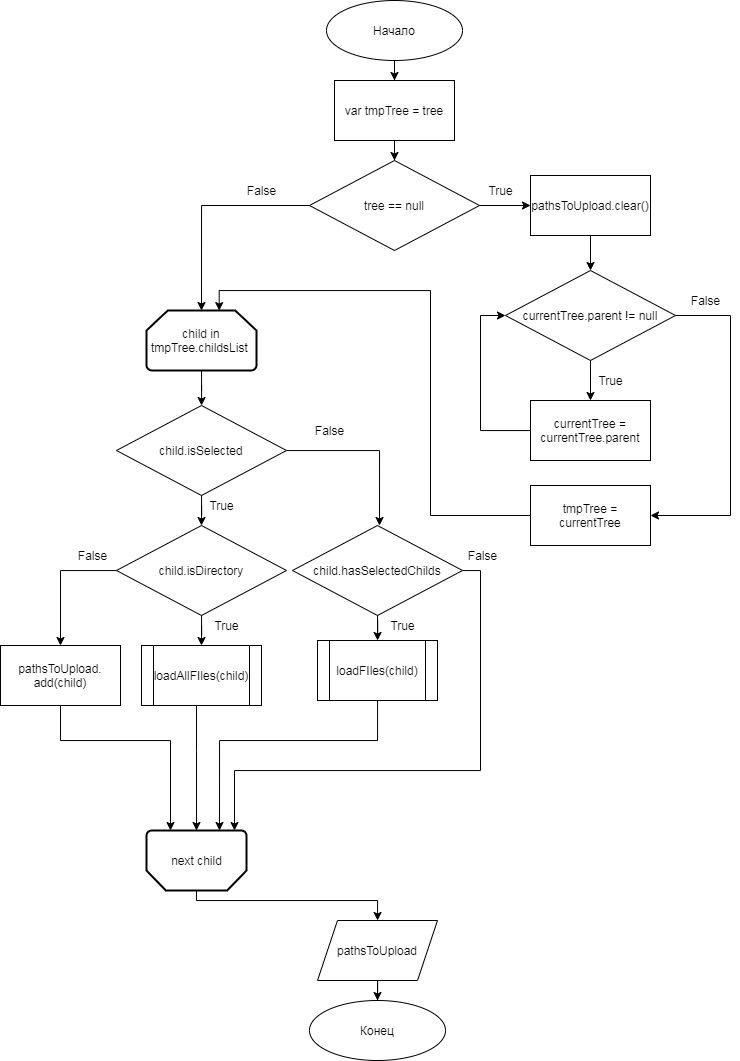 Начало
var tmpTree = tree
False
True
tree == null
pathsToUpload.clear()
currentTree.parent != null
False
child in
tmpTree.childsList
True
currentTree =
currentTree.parent
False
child.isSelected
True
tmpTree =
currentTree
False
child.isDirectory
child.hasSelectedChilds
False
True
True
pathsToUpload.
add(child)
loadAllFIles(child)
loadFIles(child)
next child
pathsToUpload
Конец